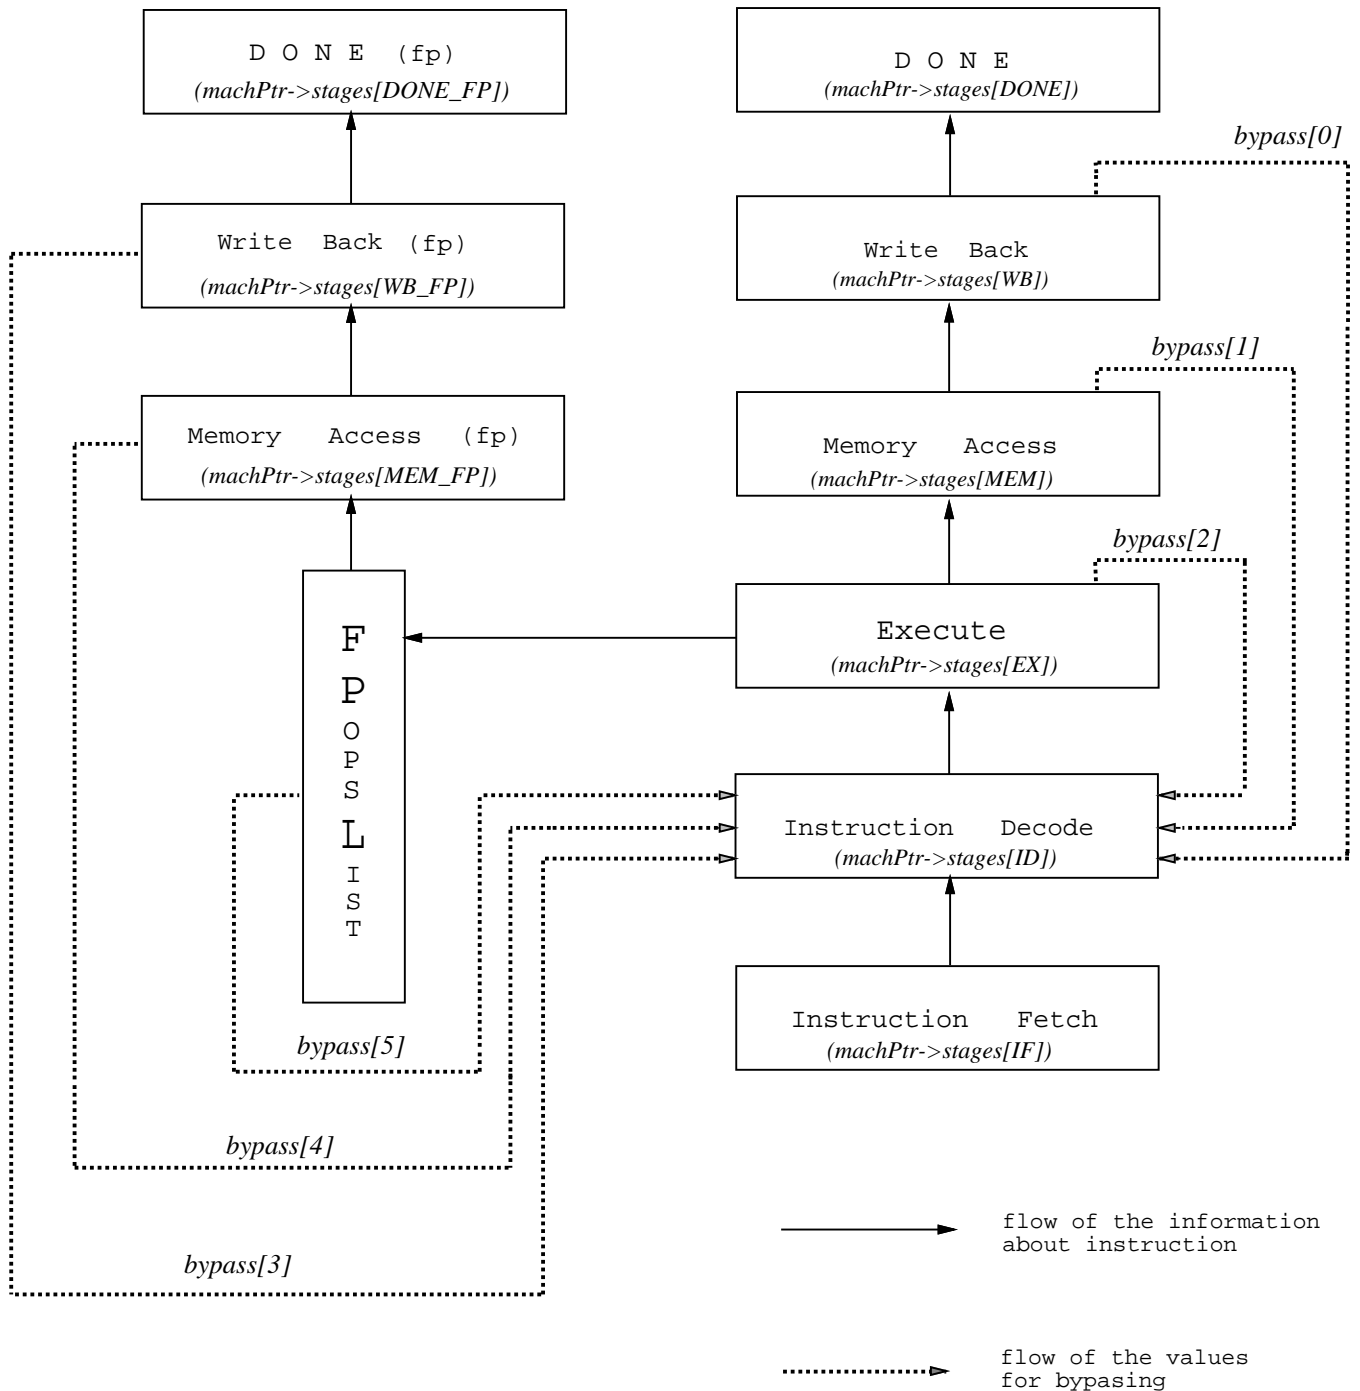 D O N E (fp)
(machPtr->stages[DONE_FP])
D O N E
(machPtr->stages[DONE])
bypass[0]
Write Back (fp)
(machPtr->stages[WB_FP])
Write Back
(machPtr->stages[WB])
bypass[1]
Memory Access (fp)
(machPtr->stages[MEM_FP])
Memory Access
(machPtr->stages[MEM])
bypass[2]
Execute
(machPtr->stages[EX])
F
P
O
P
S
L
I
S
T
Instruction Decode
(machPtr->stages[ID])
Instruction Fetch
(machPtr->stages[IF])
bypass[5]
bypass[4]
bypass[3]
flow of the information
about instruction
flow of the values
for bypasing